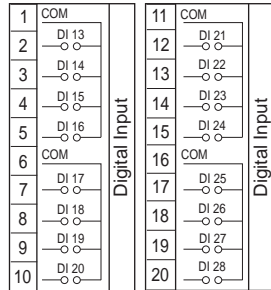 1 COM
2 DI 13
3 DI 14
4 DI 15
5 DI 16
6 COM
7 DI 17
8 DI 18
9 DI 19
10 DI 20
Digital Input
11 COM
12 DI 21
13 DI 22
14 DI 23
15 DI 24
16 COM
17 DI 25
18 DI 26
19 DI 27
20 DI 28
Digital Input